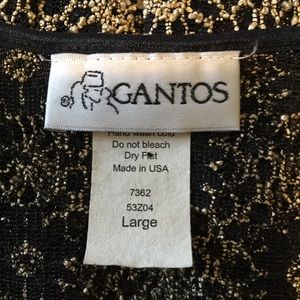 GANTOS
Hand wash cold
Do not bleach
Dry Flat
Made in USA
7362
53Z04
Large